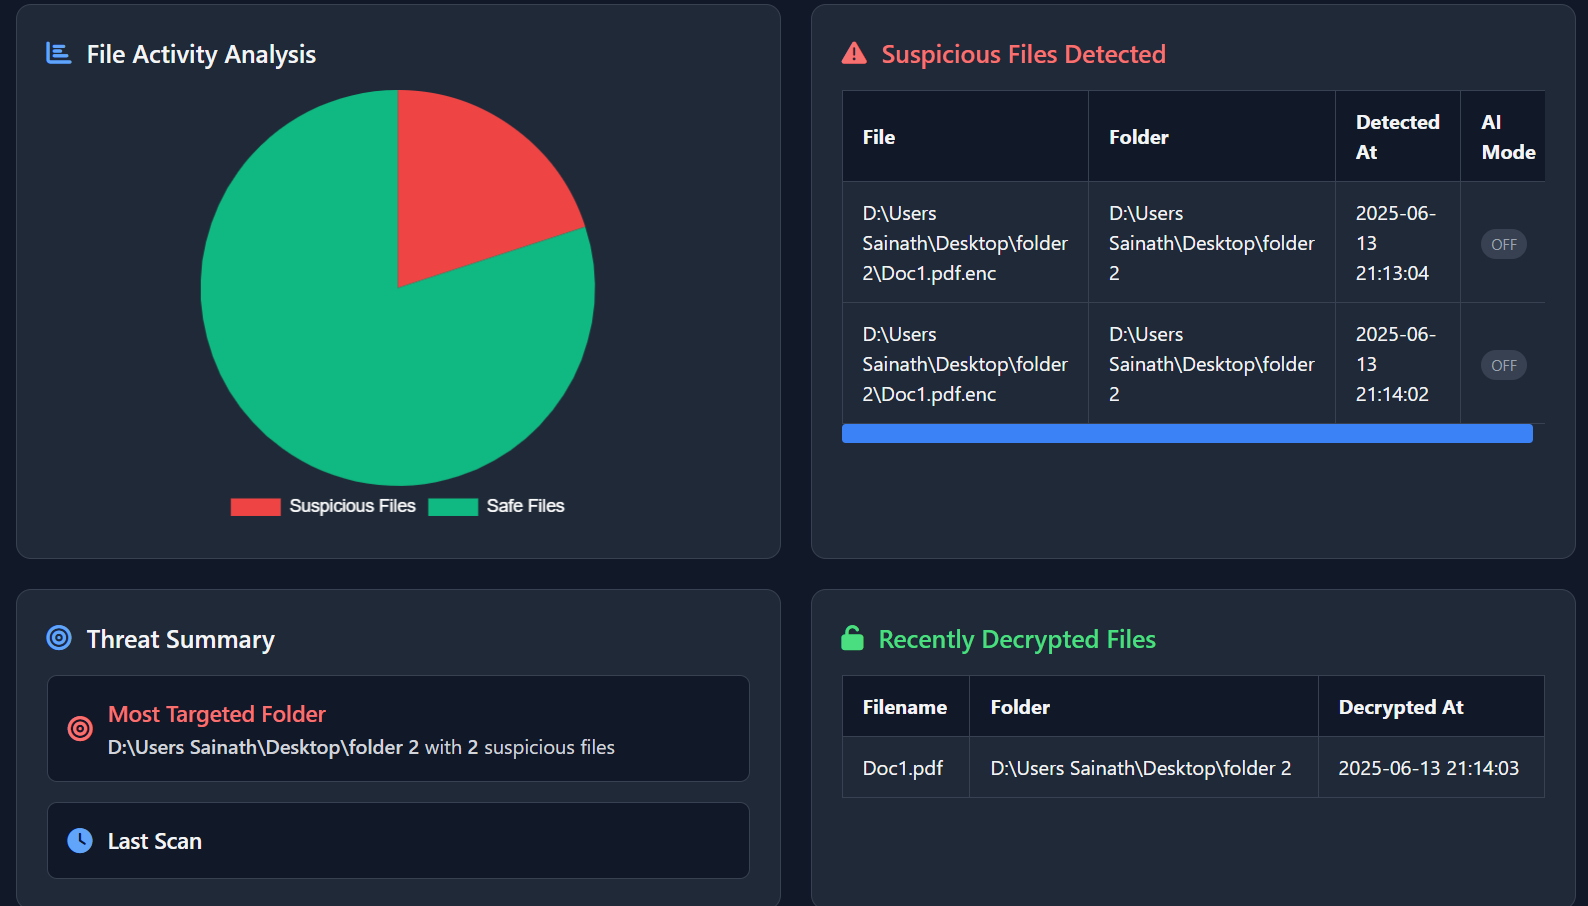 File Activity Analysis
Suspicious Files
Safe Files
Suspicious Files Detected
File
Folder
Detected
At
AI
Mode
D:\Users
Sainath\Desktop\folder
2\Doc1.pdf.enc
D:\Users
Sainath\Desktop\folder
2
2025-06-
13
21:13:04
OFF
D:\Users
Sainath\Desktop\folder
2\Doc1.pdf.enc
D:\Users
Sainath\Desktop\folder
2
2025-06-
13
21:14:02
OFF
Threat Summary
Most Targeted Folder
D:\Users Sainath\Desktop\folder 2 with 2 suspicious files
Last Scan
Recently Decrypted Files
Filename
Folder
Decrypted At
Doc1.pdf
D:\Users Sainath\Desktop\folder 2
2025-06-13 21:14:03